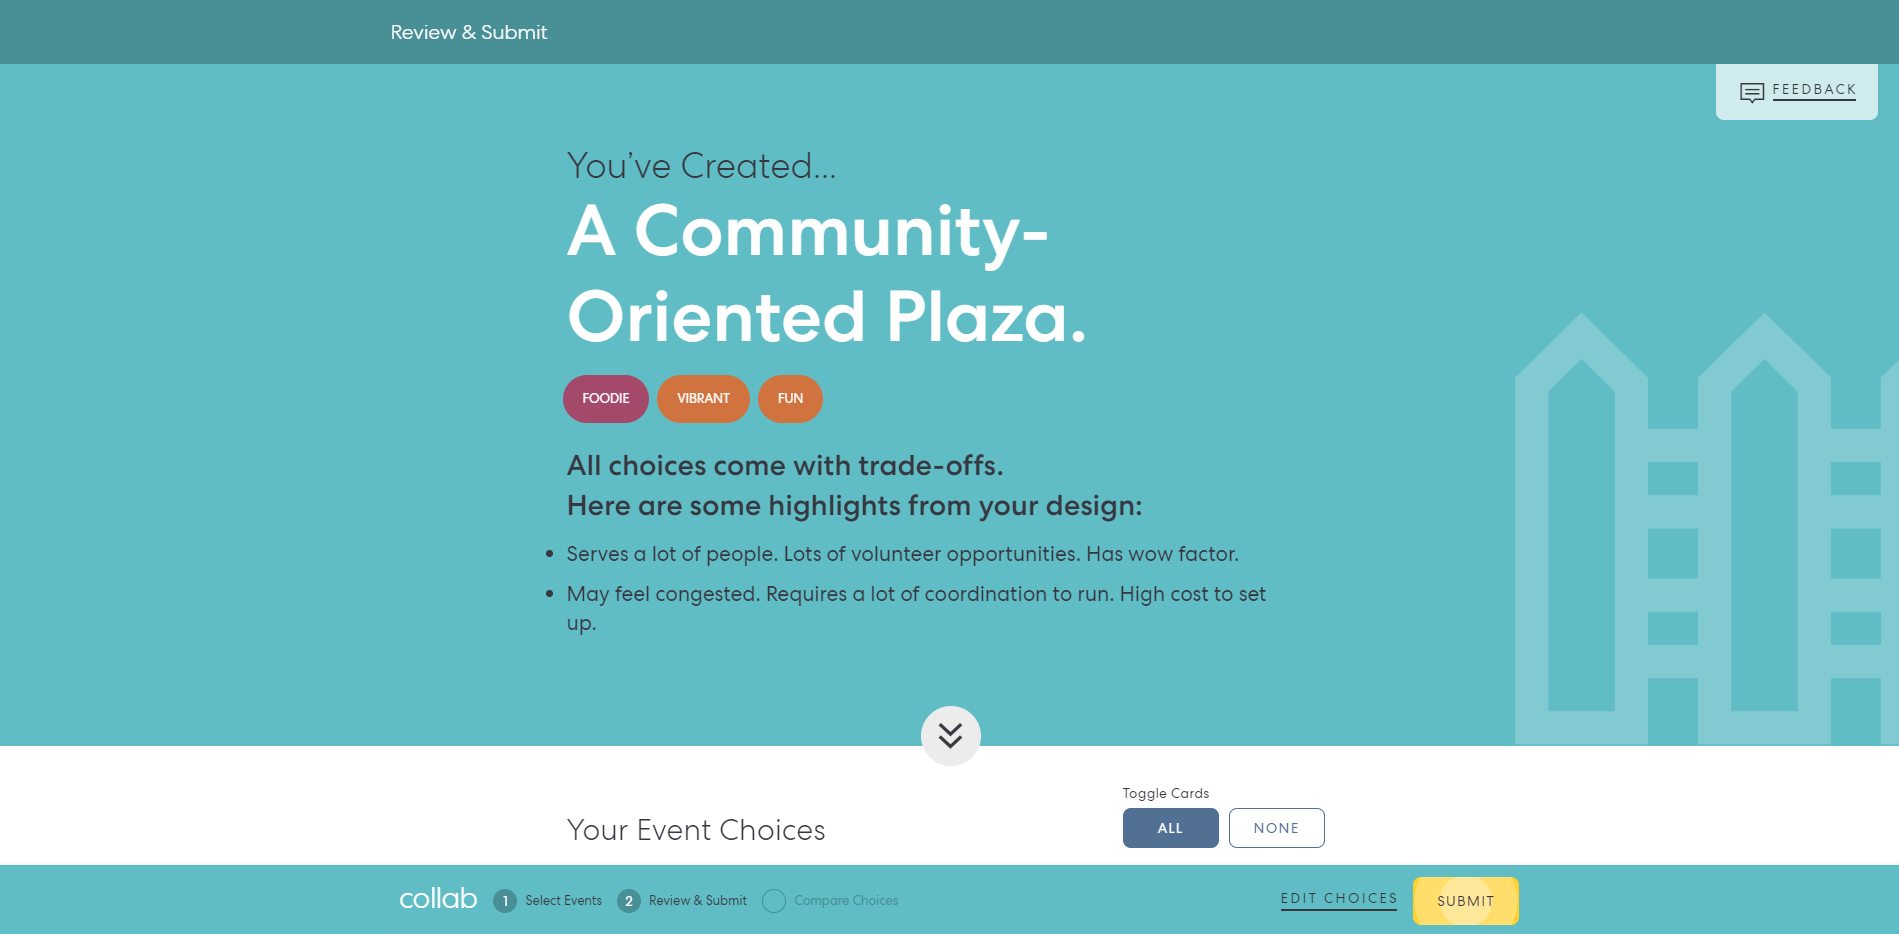 Review & Submit
FEEDBACK
You’ve Created...
A Community-
Oriented Plaza.
FOODIE VIBRANT FUN
All choices come with trade-offs.
Here are some highlights from your design:
• Serves a lot of people. Lots of volunteer opportunities. Has wow factor.
• May feel congested. Requires a lot of coordination to run. High cost to set
up.
Toggle Cards
Your Event Choices
ALL NONE
collab 1 Select Events 2 Review & Submit Compare Choices EDIT CHOICES SUBMIT